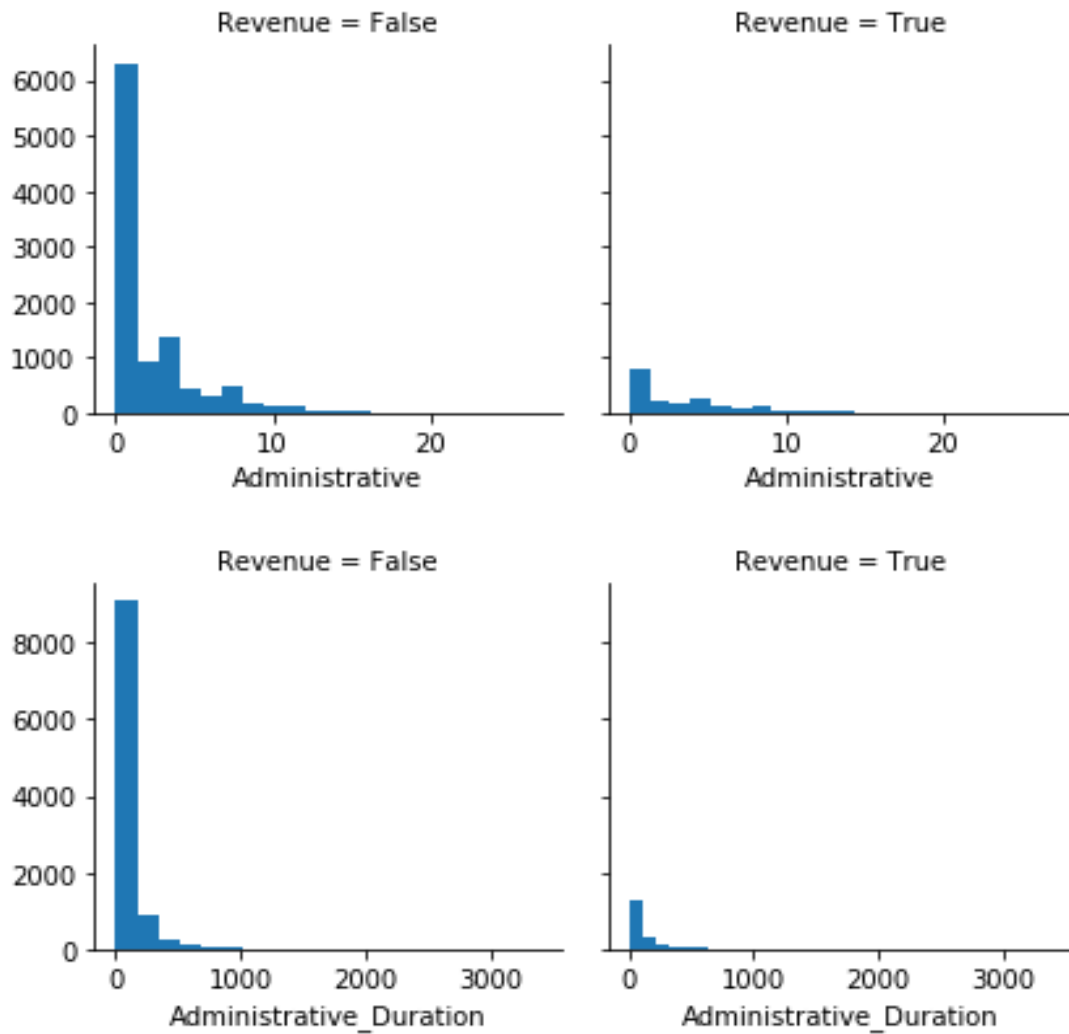 Revenue = False
Revenue = True
6000
5000
4000
3000
2000
1000
0
0 10 20
0 10 20
Administrative
Administrative
Revenue = False
Revenue = True
8000
6000
4000
2000
0
0 1000 2000 3000
0 1000 2000 3000
Administrative_Duration
Administrative_Duration